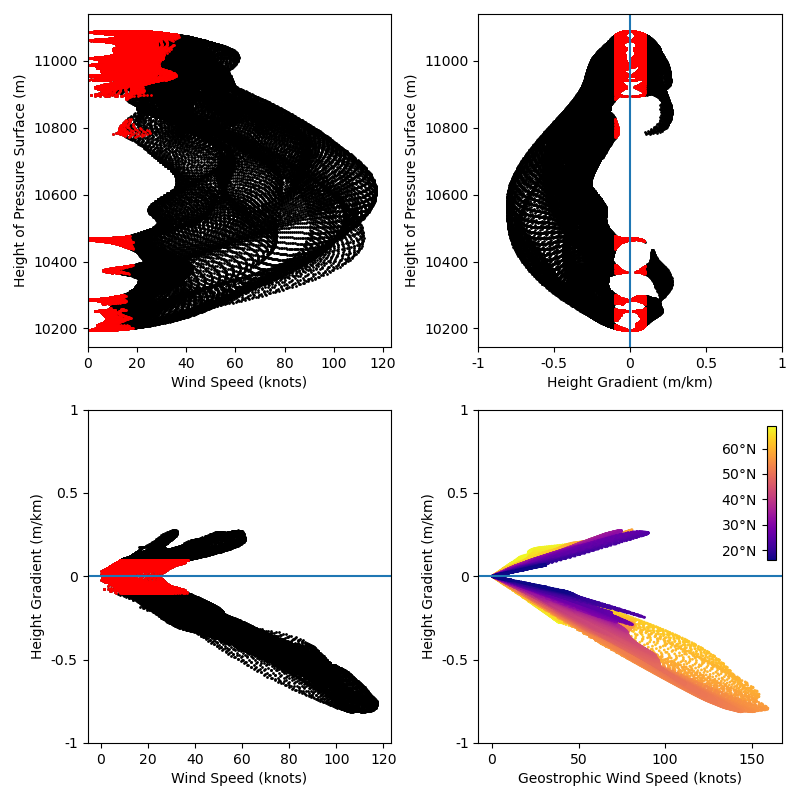 11000
10800
10600
10400
10200
0 20 40 60 80 100 120
Height of Pressure Surface (m)
Wind Speed (knots)
11000
10800
10600
10400
10200
-1 -0.5 0 0.5 1
Height of Pressure Surface (m)
Height Gradient (m/km)
1
0.5
0
-0.5
-1
0 20 40 60 80 100 120
Height Gradient (m/km)
Wind Speed (knots)
1
0.5
0
-0.5
-1
0 50 100 150
Height Gradient (m/km)
Geostrophic Wind Speed (knots)
60°N
50°N
40°N
30°N
20°N